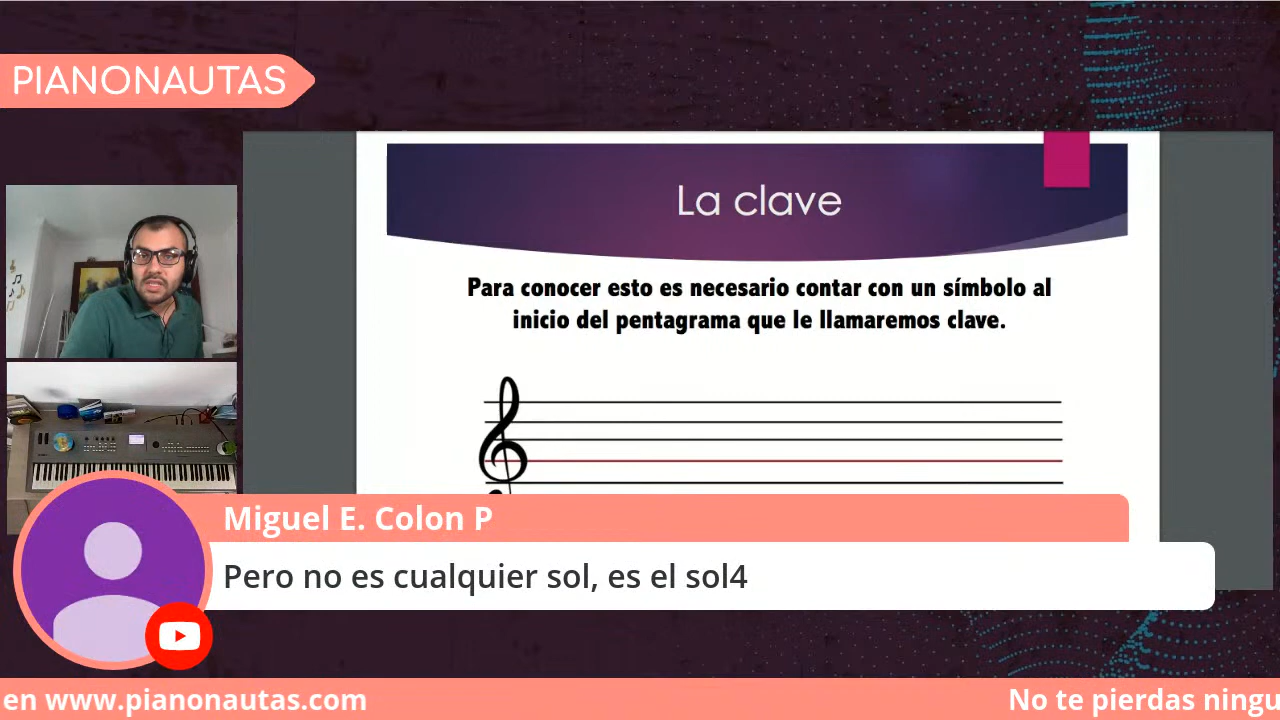 PIANONAUTAS
La clave
Para conocer esto es necesario contar con un símbolo al
inicio del pentagrama que le llamaremos clave.
Miguel E. Colon P
Pero no es cualquier sol, es el sol4
en www.pianonautas.com
No te pierdas ningu